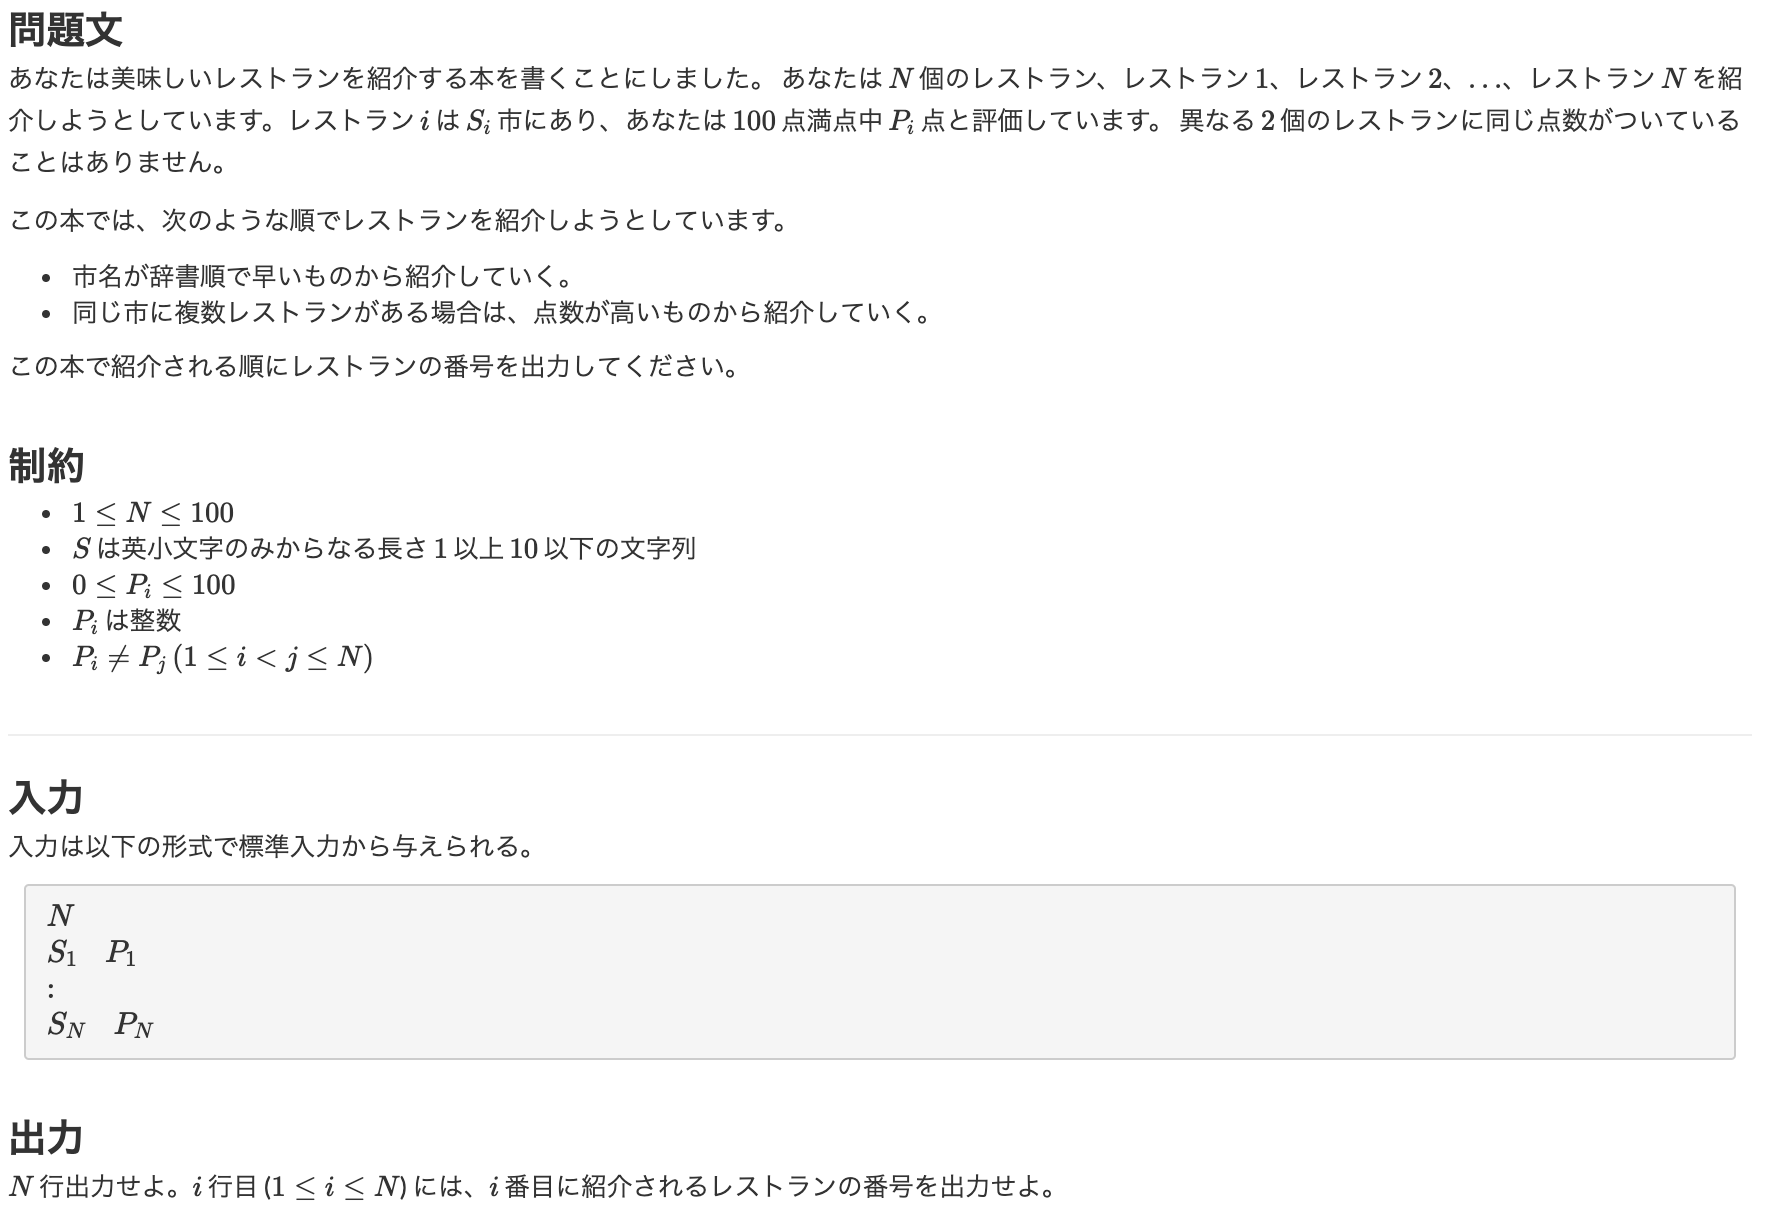 問題文
あなたは美味しいレストランを紹介する本を書くことにしました。 あなたは N 個のレストラン、レストラン 1、レストラン 2、...、レストラン N を紹
介しようとしています。レストラン i は S_i 市にあり、あなたは 100 点満点中 P_i 点と評価しています。 異なる 2 個のレストランに同じ点数がついている
ことはありません。
この本では、次のような順でレストランを紹介しようとしています。
• 市名が辞書順で早いものから紹介していく。
• 同じ市に複数レストランがある場合は、点数が高いものから紹介していく。
この本で紹介される順にレストランの番号を出力してください。
制約
• 1 ≤ N ≤ 100
• S は英小文字のみからなる長さ 1 以上 10 以下の文字列
• 0 ≤ P_i ≤ 100
• P_i は整数
• P_i ≠ P_j (1 ≤ i < j ≤ N)
入力
入力は以下の形式で標準入力から与えられる。
N
S_1 P_1
:
S_N P_N
出力
N 行出力せよ。i 行目 (1 ≤ i ≤ N) には、i 番目に紹介されるレストランの番号を出力せよ。